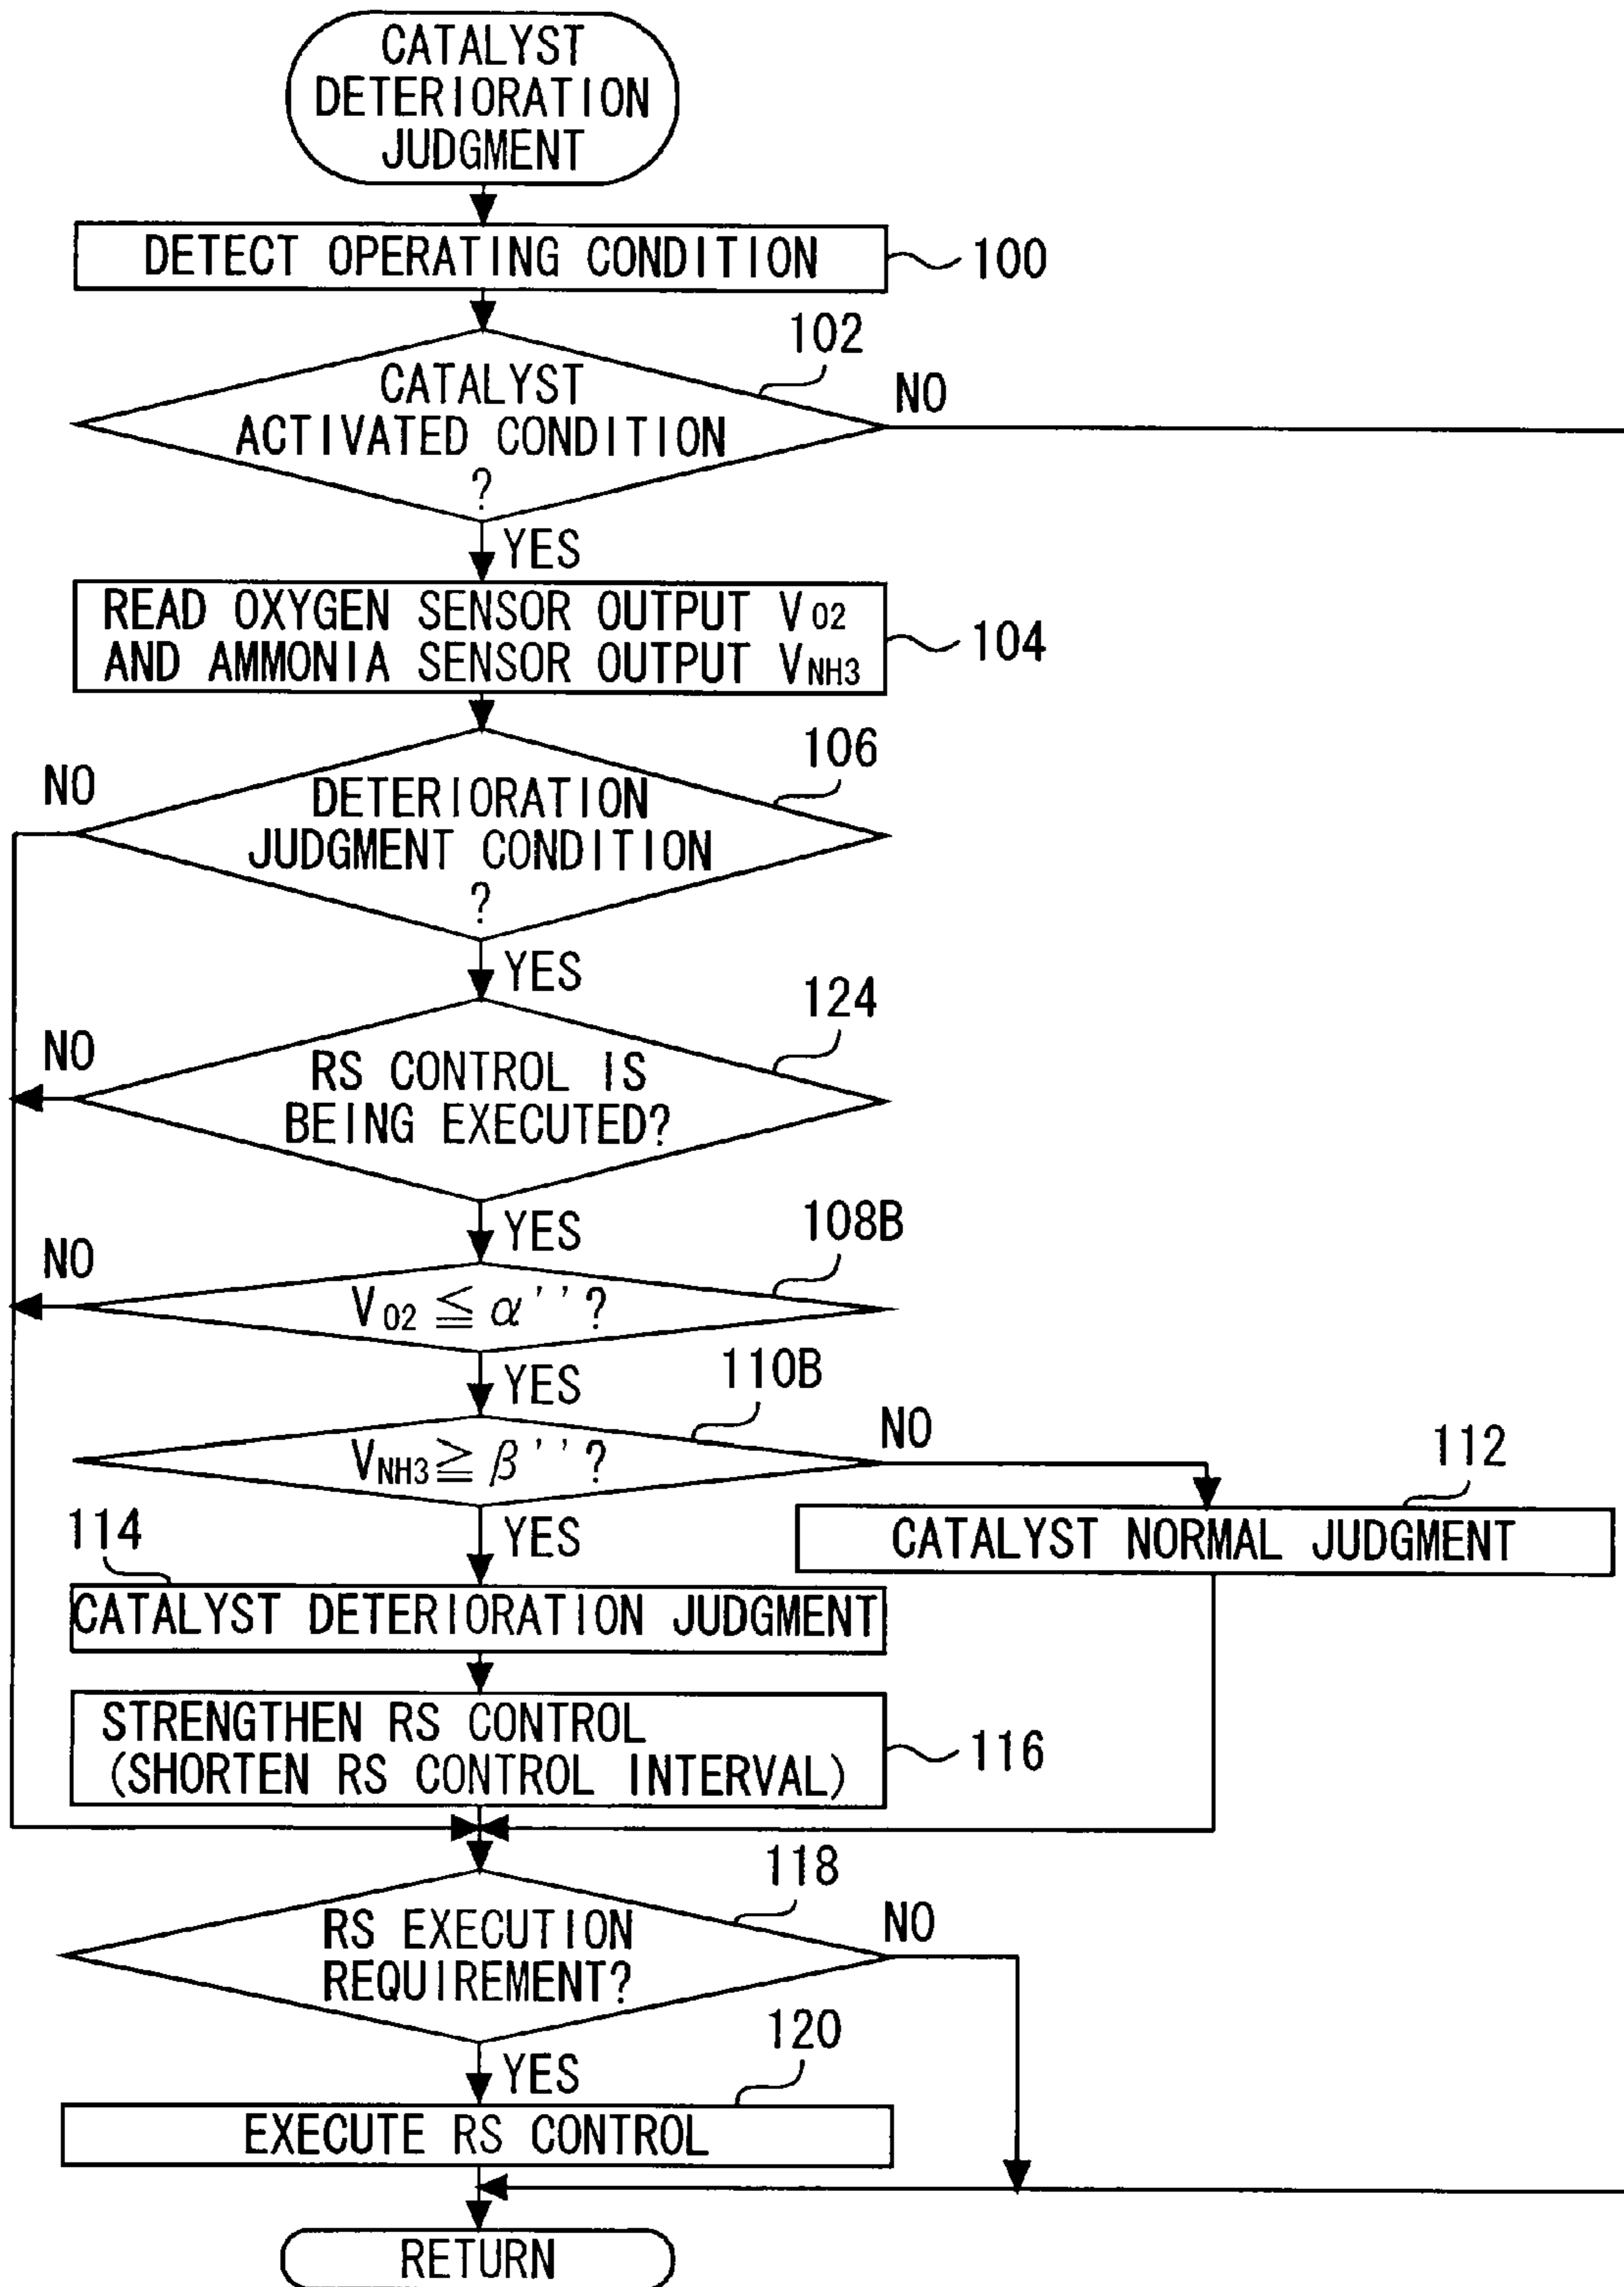 CATALYST
DETERIORATION
JUDGMENT
DETECT OPERATING CONDITION
100
102
CATALYST
ACTIVATED CONDITION
?
NO
YES
READ OXYGEN SENSOR OUTPUT VO2
AND AMMONIA SENSOR OUTPUT VNH3
104
106
NO
DETERIORATION
JUDGMENT CONDITION
?
YES
124
NO
RS CONTROL IS
BEING EXECUTED?
YES
108B
NO
VO2 ≦ α''?
YES
110B
VNH3 ≧ β''?
NO
112
YES
CATALYST NORMAL JUDGMENT
114
CATALYST DETERIORATION JUDGMENT
STRENGTHEN RS CONTROL
(SHORTEN RS CONTROL INTERVAL)
116
118
RS EXECUTION
REQUIREMENT?
NO
YES
120
EXECUTE RS CONTROL
RETURN